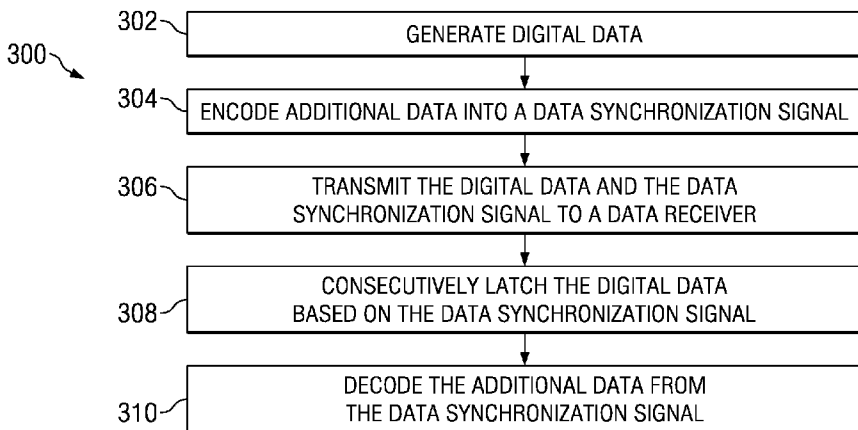 300
302
GENERATE DIGITAL DATA
304
ENCODE ADDITIONAL DATA INTO A DATA SYNCHRONIZATION SIGNAL
306
TRANSMIT THE DIGITAL DATA AND THE DATA
SYNCHRONIZATION SIGNAL TO A DATA RECEIVER
308
CONSECUTIVELY LATCH THE DIGITAL DATA
BASED ON THE DATA SYNCHRONIZATION SIGNAL
310
DECODE THE ADDITIONAL DATA FROM
THE DATA SYNCHRONIZATION SIGNAL